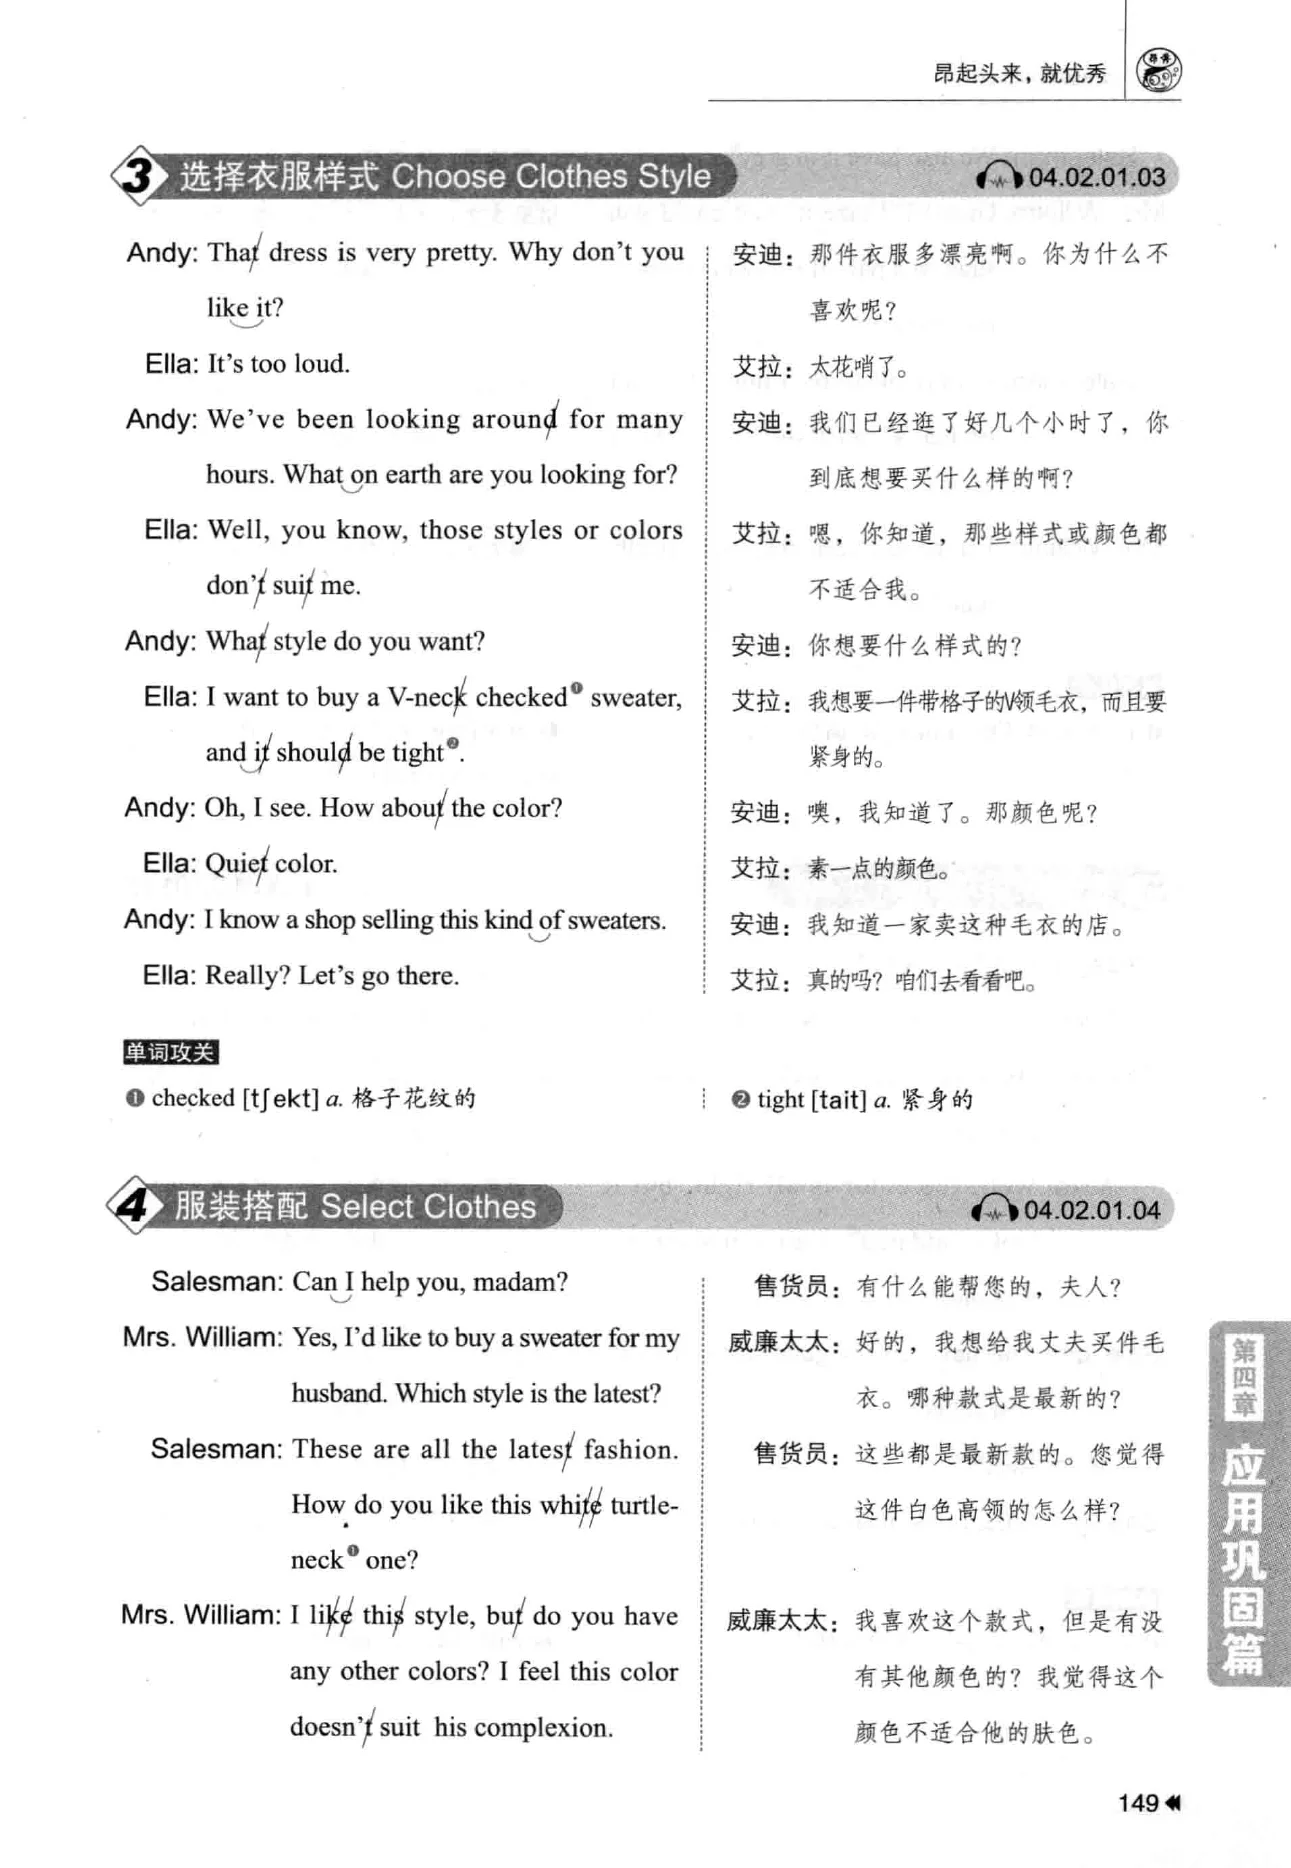 昂起头来，就优秀
3 选择衣服样式 Choose Clothes Style 04.02.01.03
Andy: That dress is very pretty. Why don't you
like it?
Ella: It's too loud.
Andy: We've been looking around for many
hours. What on earth are you looking for?
Ella: Well, you know, those styles or colors
don't suit me.
Andy: What style do you want?
Ella: I want to buy a V-neck checked❶ sweater,
and it should be tight❷.
Andy: Oh, I see. How about the color?
Ella: Quiet color.
Andy: I know a shop selling this kind of sweaters.
Ella: Really? Let's go there.
安迪：那件衣服多漂亮啊。你为什么不
喜欢呢？
艾拉：太花哨了。
安迪：我们已经逛了好几个小时了，你
到底想要买什么样的啊？
艾拉：嗯，你知道，那些样式或颜色都
不适合我。
安迪：你想要什么样式的？
艾拉：我想要一件带格子的V领毛衣，而且要
紧身的。
安迪：噢，我知道了。那颜色呢？
艾拉：素一点的颜色。
安迪：我知道一家卖这种毛衣的店。
艾拉：真的吗？咱们去看看吧。
单词攻关
❶ checked [tʃekt] a. 格子花纹的
❷ tight [tait] a. 紧身的
4 服装搭配 Select Clothes 04.02.01.04
Salesman: Can I help you, madam?
Mrs. William: Yes, I'd like to buy a sweater for my
husband. Which style is the latest?
Salesman: These are all the latest fashion.
How do you like this white turtle-
neck❶ one?
Mrs. William: I like this style, but do you have
any other colors? I feel this color
doesn't suit his complexion.
售货员：有什么能帮您的，夫人？
威廉太太：好的，我想给我丈夫买件毛
衣。哪种款式是最新的？
售货员：这些都是最新款的。您觉得
这件白色高领的怎么样？
威廉太太：我喜欢这个款式，但是有没
有其他颜色的？我觉得这个
颜色不适合他的肤色。
第四章
应用巩固篇
149